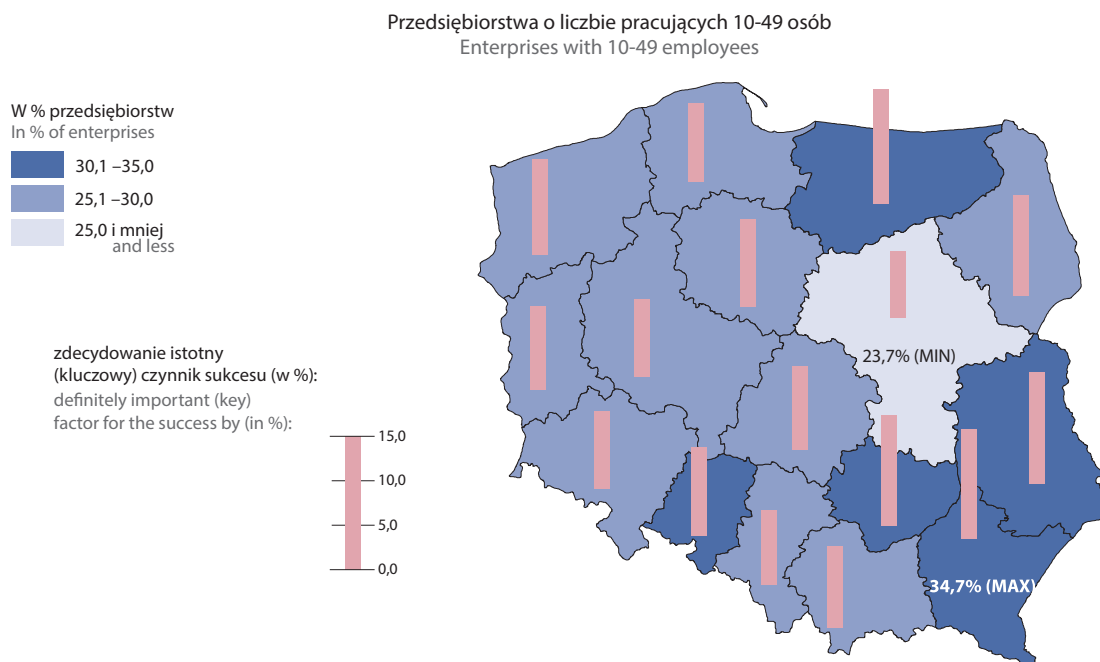 Przedsiębiorstwa o liczbie pracujących 10-49 osób
Enterprises with 10-49 employees
W % przedsiębiorstw
In % of enterprises
30,1 –35,0
25,1 –30,0
25,0 i mniej
and less
zdecydowanie istotny
(kluczowy) czynnik sukcesu (w %):
definitely important (key)
factor for the success by (in %):
15,0
10,0
5,0
0,0
23,7% (MIN)
34,7% (MAX)